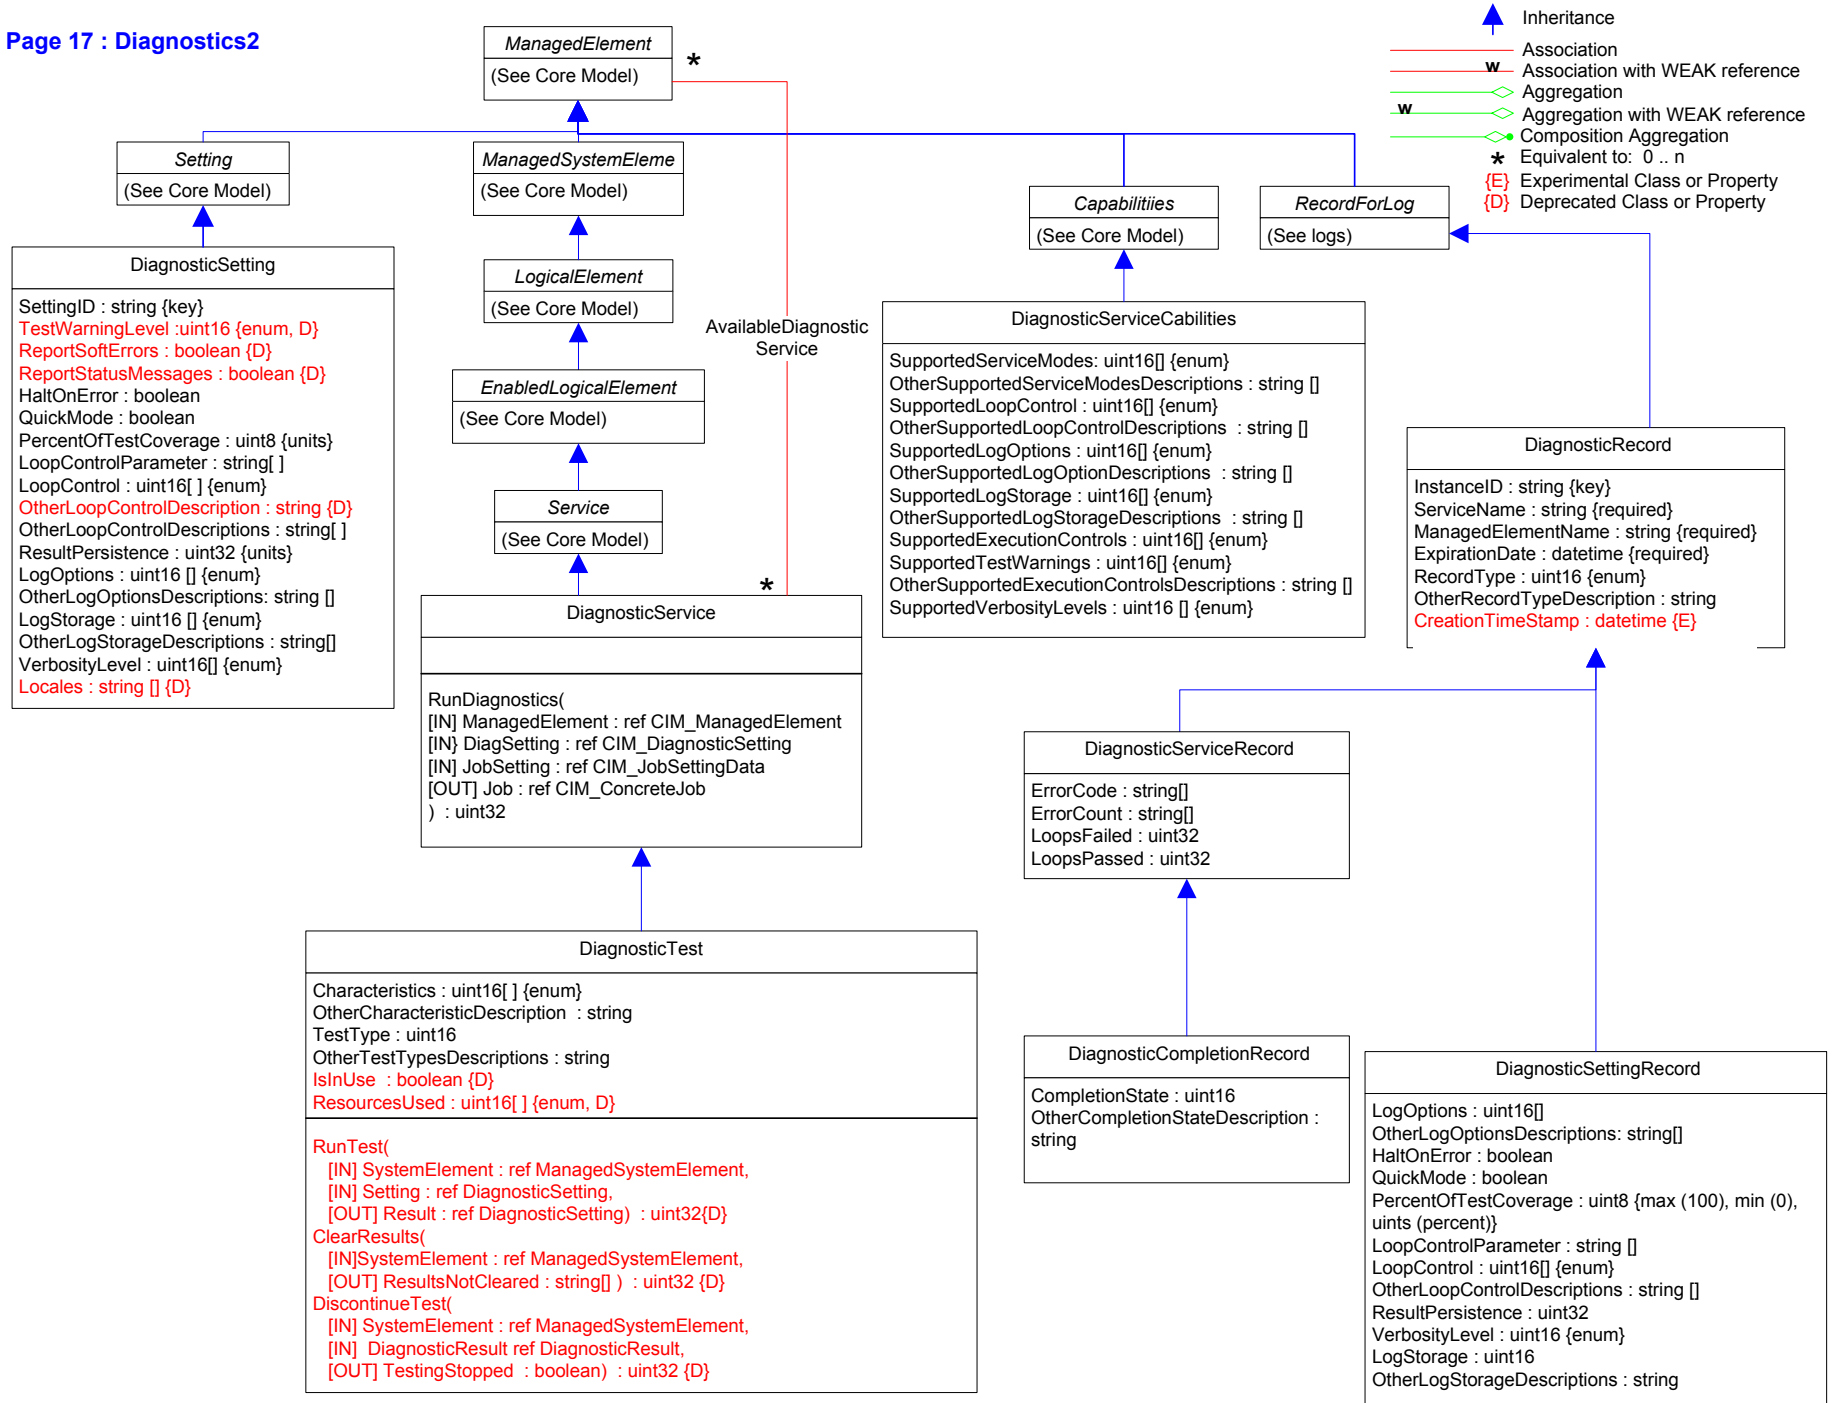 Page 17 : Diagnostics2
Inheritance
Association
w
Association with WEAK reference
Aggregation
w
Aggregation with WEAK reference
Composition Aggregation
* Equivalent to: 0 .. n
{E} Experimental Class or Property
{D} Deprecated Class or Property
ManagedElement
(See Core Model)
*
Setting
(See Core Model)
ManagedSystemEleme
(See Core Model)
Capabilitiies
(See Core Model)
RecordForLog
(See logs)
DiagnosticSetting
SettingID : string {key}
TestWarningLevel :uint16 {enum, D}
ReportSoftErrors : boolean {D}
ReportStatusMessages : boolean {D}
HaltOnError : boolean
QuickMode : boolean
PercentOfTestCoverage : uint8 {units}
LoopControlParameter : string[ ]
LoopControl : uint16[ ] {enum}
OtherLoopControlDescription : string {D}
OtherLoopControlDescriptions : string[ ]
ResultPersistence : uint32 {units}
LogOptions : uint16 [] {enum}
OtherLogOptionsDescriptions: string []
LogStorage : uint16 [] {enum}
OtherLogStorageDescriptions : string[]
VerbosityLevel : uint16[] {enum}
Locales : string [] {D}
LogicalElement
(See Core Model)
EnabledLogicalElement
(See Core Model)
Service
(See Core Model)
AvailableDiagnostic
Service
*
DiagnosticService
RunDiagnostics(
[IN] ManagedElement : ref CIM_ManagedElement
[IN} DiagSetting : ref CIM_DiagnosticSetting
[IN] JobSetting : ref CIM_JobSettingData
[OUT] Job : ref CIM_ConcreteJob
) : uint32
DiagnosticServiceCabilities
SupportedServiceModes: uint16[] {enum}
OtherSupportedServiceModesDescriptions : string []
SupportedLoopControl : uint16[] {enum}
OtherSupportedLoopControlDescriptions : string []
SupportedLogOptions : uint16[] {enum}
OtherSupportedLogOptionDescriptions : string []
SupportedLogStorage : uint16[] {enum}
OtherSupportedLogStorageDescriptions : string []
SupportedExecutionControls : uint16[] {enum}
SupportedTestWarnings : uint16[] {enum}
OtherSupportedExecutionControlsDescriptions : string []
SupportedVerbosityLevels : uint16 [] {enum}
DiagnosticRecord
InstanceID : string {key}
ServiceName : string {required}
ManagedElementName : string {required}
ExpirationDate : datetime {required}
RecordType : uint16 {enum}
OtherRecordTypeDescription : string
CreationTimeStamp : datetime {E}
DiagnosticServiceRecord
ErrorCode : string[]
ErrorCount : string[]
LoopsFailed : uint32
LoopsPassed : uint32
DiagnosticTest
Characteristics : uint16[ ] {enum}
OtherCharacteristicDescription : string
TestType : uint16
OtherTestTypesDescriptions : string
IsInUse : boolean {D}
ResourcesUsed : uint16[ ] {enum, D}
RunTest(
[IN] SystemElement : ref ManagedSystemElement,
[IN] Setting : ref DiagnosticSetting,
[OUT] Result : ref DiagnosticSetting) : uint32{D}
ClearResults(
[IN]SystemElement : ref ManagedSystemElement,
[OUT] ResultsNotCleared : string[] ) : uint32 {D}
DiscontinueTest(
[IN] SystemElement : ref ManagedSystemElement,
[IN] DiagnosticResult ref DiagnosticResult,
[OUT] TestingStopped : boolean) : uint32 {D}
DiagnosticCompletionRecord
CompletionState : uint16
OtherCompletionStateDescription :
string
DiagnosticSettingRecord
LogOptions : uint16[]
OtherLogOptionsDescriptions: string[]
HaltOnError : boolean
QuickMode : boolean
PercentOfTestCoverage : uint8 {max (100), min (0),
uints (percent)}
LoopControlParameter : string []
LoopControl : uint16[] {enum}
OtherLoopControlDescriptions : string []
ResultPersistence : uint32
VerbosityLevel : uint16 {enum}
LogStorage : uint16
OtherLogStorageDescriptions : string